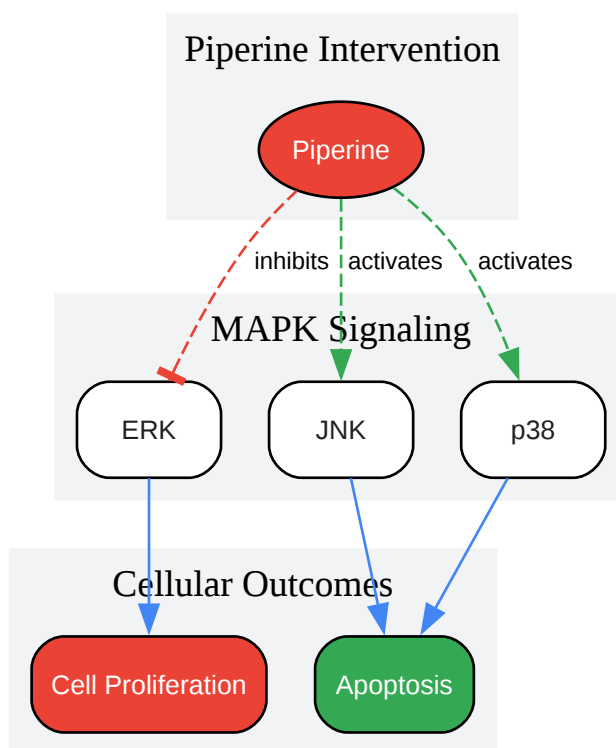 Piperine Intervention
Piperine
inhibits
activates
activates
MAPK Signaling
ERK
JNK
p38
Cellular Outcomes
Cell Proliferation
Apoptosis